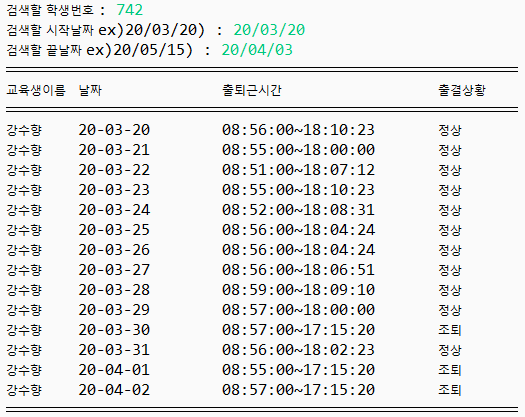 검색할 학생번호 : 742
검색할 시작날짜 ex)20/03/20) : 20/03/20
검색할 끝날짜 ex)20/05/15) : 20/04/03
교육생이름 날짜 출퇴근시간 출결상황
강수향 20-03-20 08:56:00~18:10:23 정상
강수향 20-03-21 08:55:00~18:00:00 정상
강수향 20-03-22 08:51:00~18:07:12 정상
강수향 20-03-23 08:55:00~18:10:23 정상
강수향 20-03-24 08:52:00~18:08:31 정상
강수향 20-03-25 08:56:00~18:04:24 정상
강수향 20-03-26 08:56:00~18:04:24 정상
강수향 20-03-27 08:56:00~18:06:51 정상
강수향 20-03-28 08:59:00~18:09:10 정상
강수향 20-03-29 08:57:00~18:00:00 정상
강수향 20-03-30 08:57:00~17:15:20 조퇴
강수향 20-03-31 08:56:00~18:02:23 정상
강수향 20-04-01 08:55:00~17:15:20 조퇴
강수향 20-04-02 08:57:00~17:15:20 조퇴